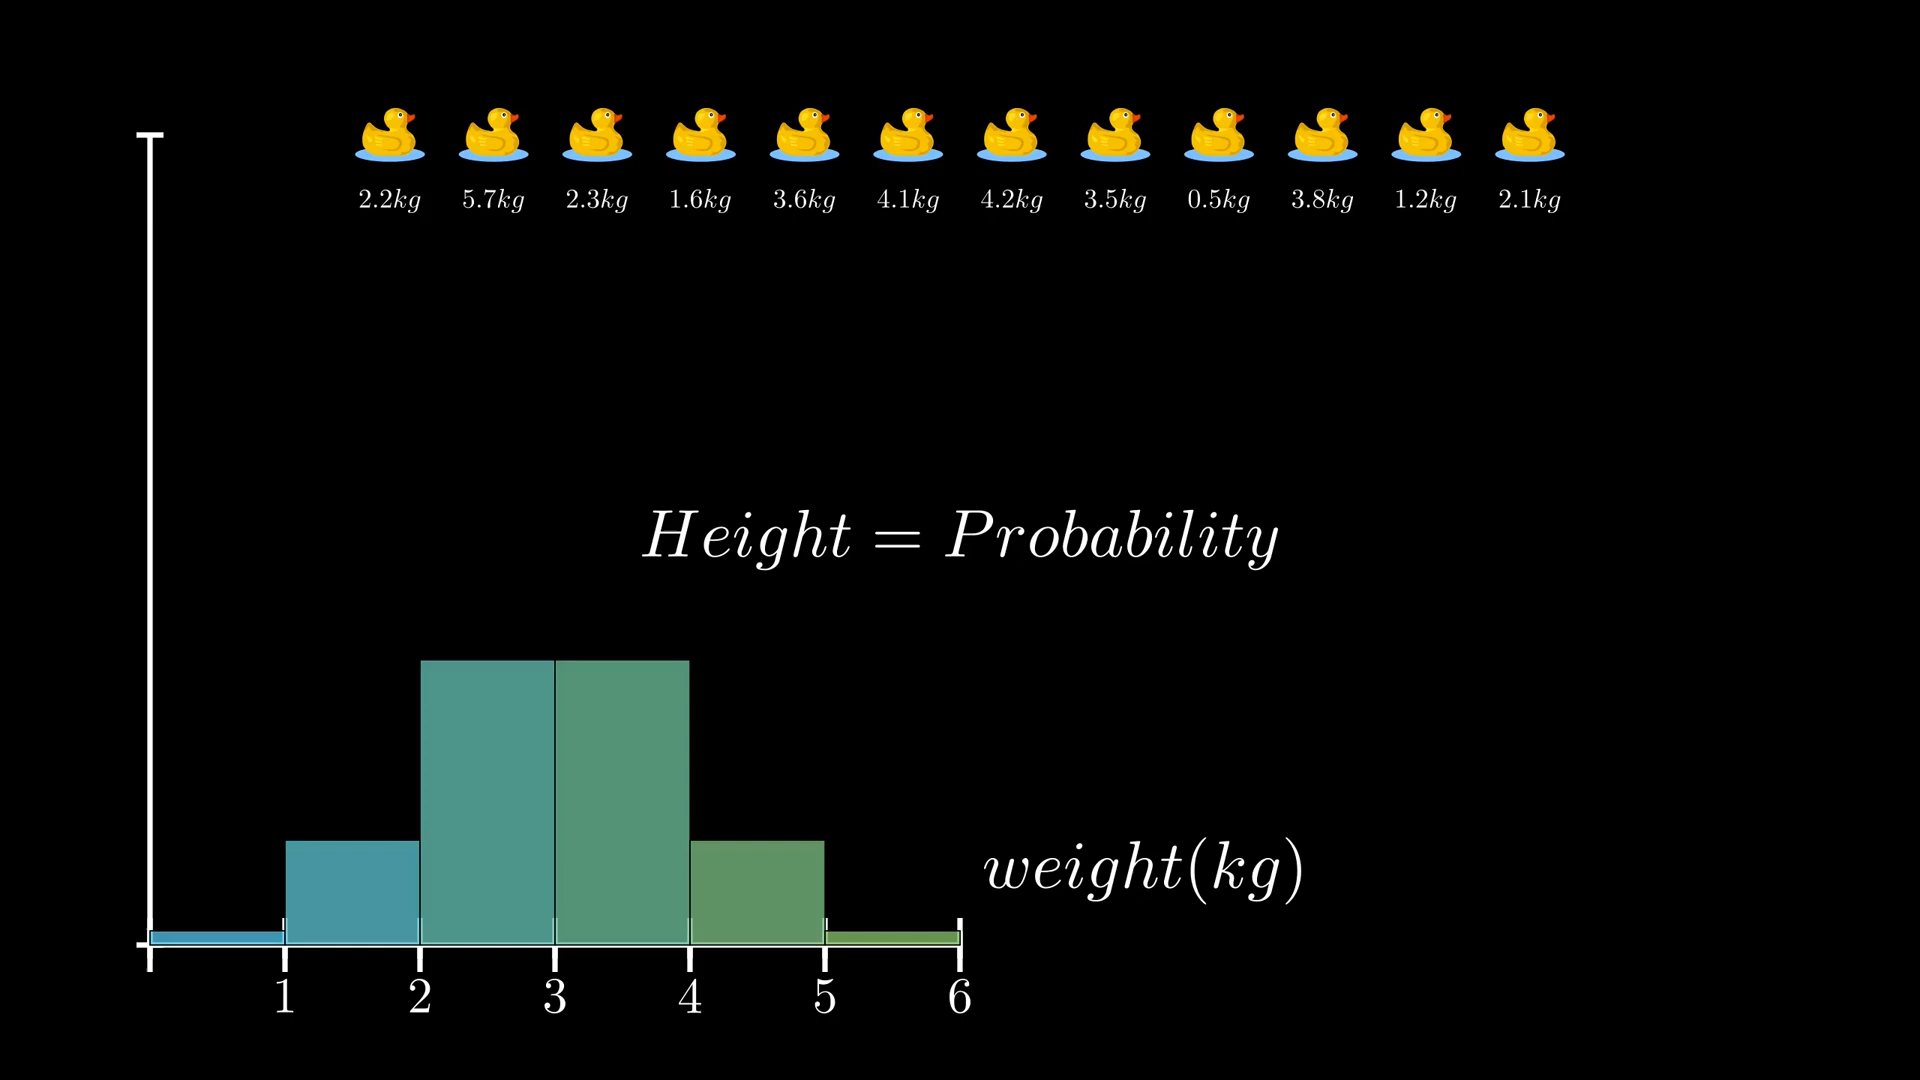 2.2kg 5.7kg 2.3kg 1.6kg 3.6kg 4.1kg 4.2kg 3.5kg 0.5kg 3.8kg 1.2kg 2.1kg
Height = Probability
weight(kg)
1 2 3 4 5 6